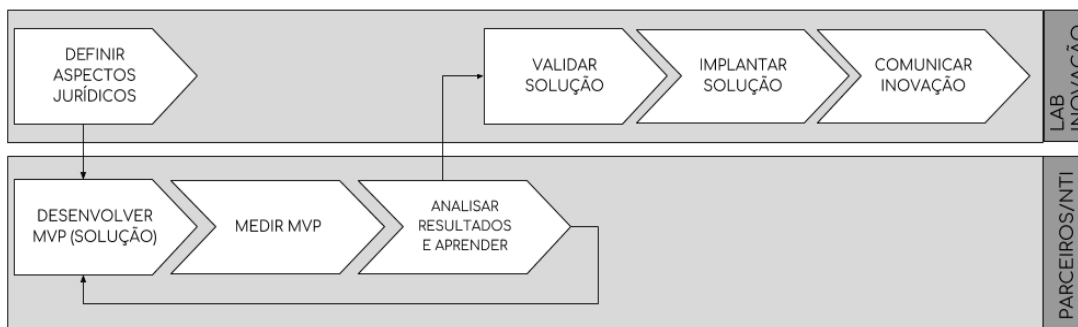 DEFINIR
ASPECTOS
JURÍDICOS
VALIDAR
SOLUÇÃO
IMPLANTAR
SOLUÇÃO
COMUNICAR
INOVAÇÃO
LAB
INOVAÇÃO
DESENVOLVER
MVP (SOLUÇÃO)
MEDIR MVP
ANALISAR
RESULTADOS
E APRENDER
PARCEIROS/NTI